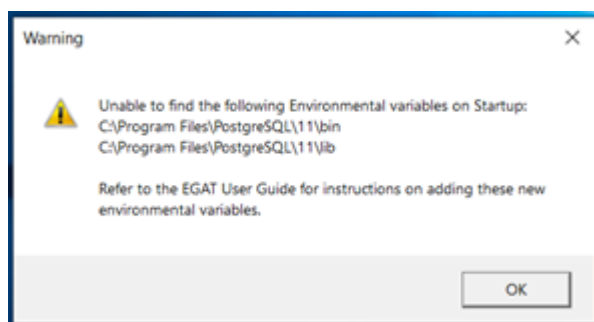 Warning
Unable to find the following Environmental variables on Startup:
C:\Program Files\PostgreSQL\11\bin
C:\Program Files\PostgreSQL\11\lib
Refer to the EGAT User Guide for instructions on adding these new
environmental variables.
OK